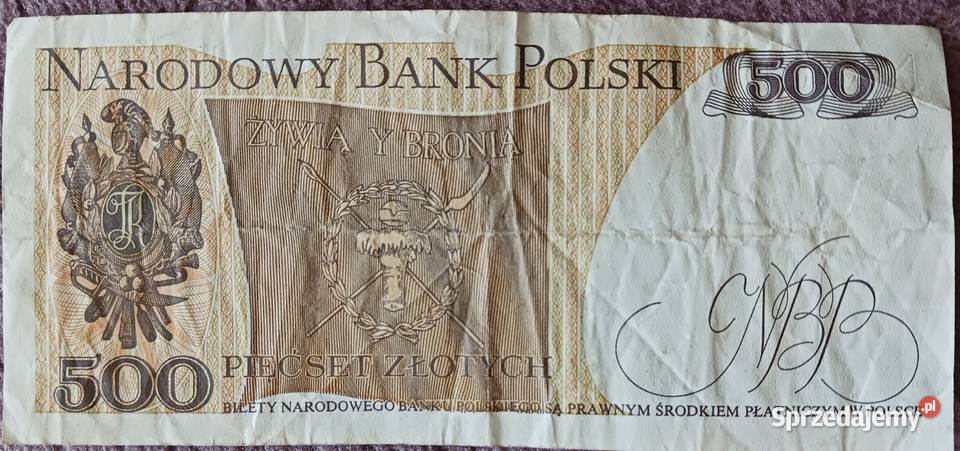 NARODOWY BANK POLSKI
500
ŻYWIĄ Y BRONIĄ
TK
NBP
500
PIĘĆSET ZŁOTYCH
BILETY NARODOWEGO BANKU POLSKIEGO SĄ PRAWNYM ŚRODKIEM PŁATNICZYM W POLSCE
Sprzedajemy.pl